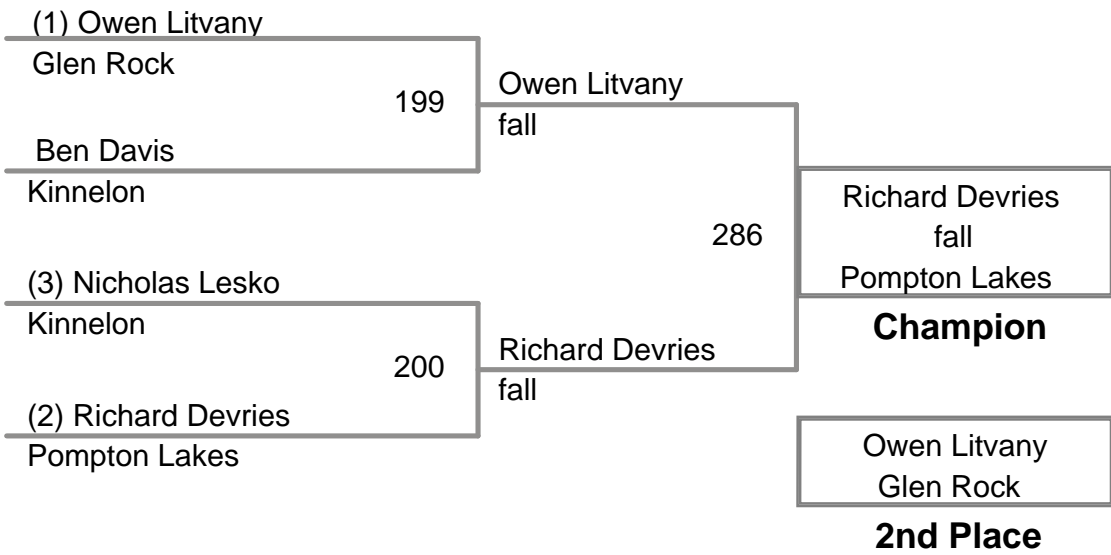 (1) Owen Litvany
Glen Rock
199
Ben Davis
Kinnelon
Owen Litvany
fall
(3) Nicholas Lesko
Kinnelon
200
(2) Richard Devries
Pompton Lakes
Richard Devries
fall
286
Richard Devries
fall
Pompton Lakes
Champion
Owen Litvany
Glen Rock
2nd Place